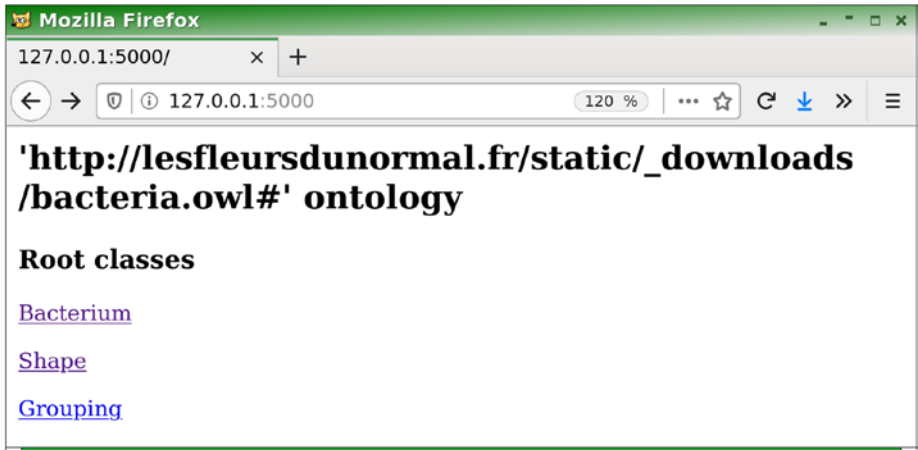 Mozilla Firefox
127.0.0.1:5000/
127.0.0.1:5000 120 %
'http://lesfleursdunormal.fr/static/_downloads
/bacteria.owl#' ontology
Root classes
Bacterium
Shape
Grouping